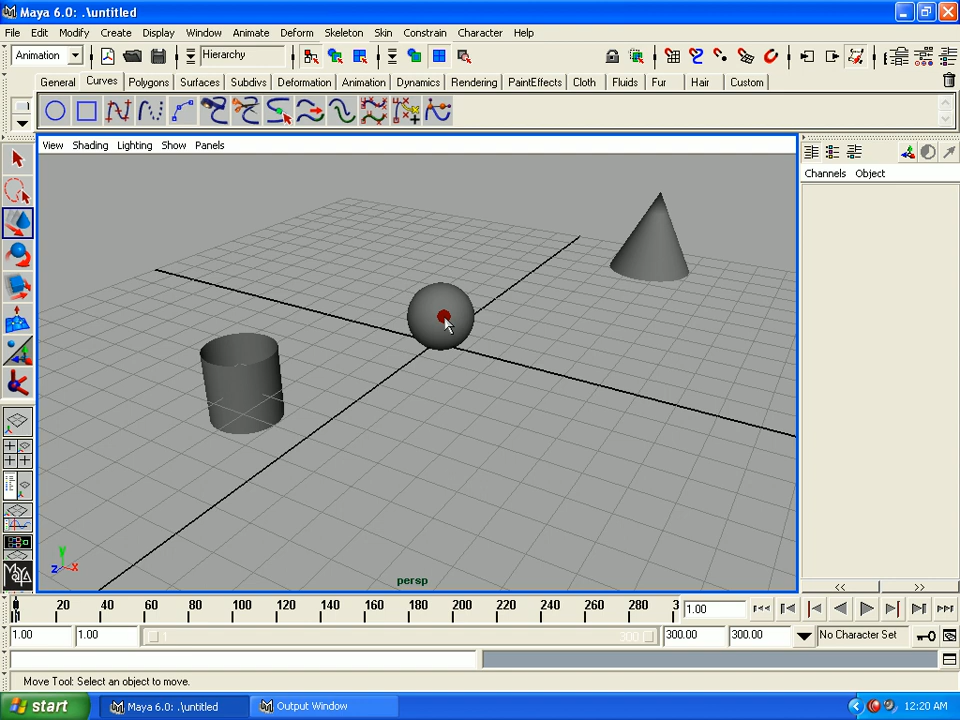 Maya 6.0: .\untitled
File Edit Modify Create Display Window Animate Deform Skeleton Skin Constrain Character Help
Animation Hierarchy
General Curves Polygons Surfaces Subdivs Deformation Animation Dynamics Rendering PaintEffects Cloth Fluids Fur Hair Custom
View Shading Lighting Show Panels
Channels Object
y
z x
persp
MAYA
<< >>
20 40 60 80 100 120 140 160 180 200 220 240 260 280 3
1.00
1.00 1.00 1 300 300.00 300.00 No Character Set
Move Tool: Select an object to move.
start Maya 6.0: .\untitled Output Window 12:20 AM